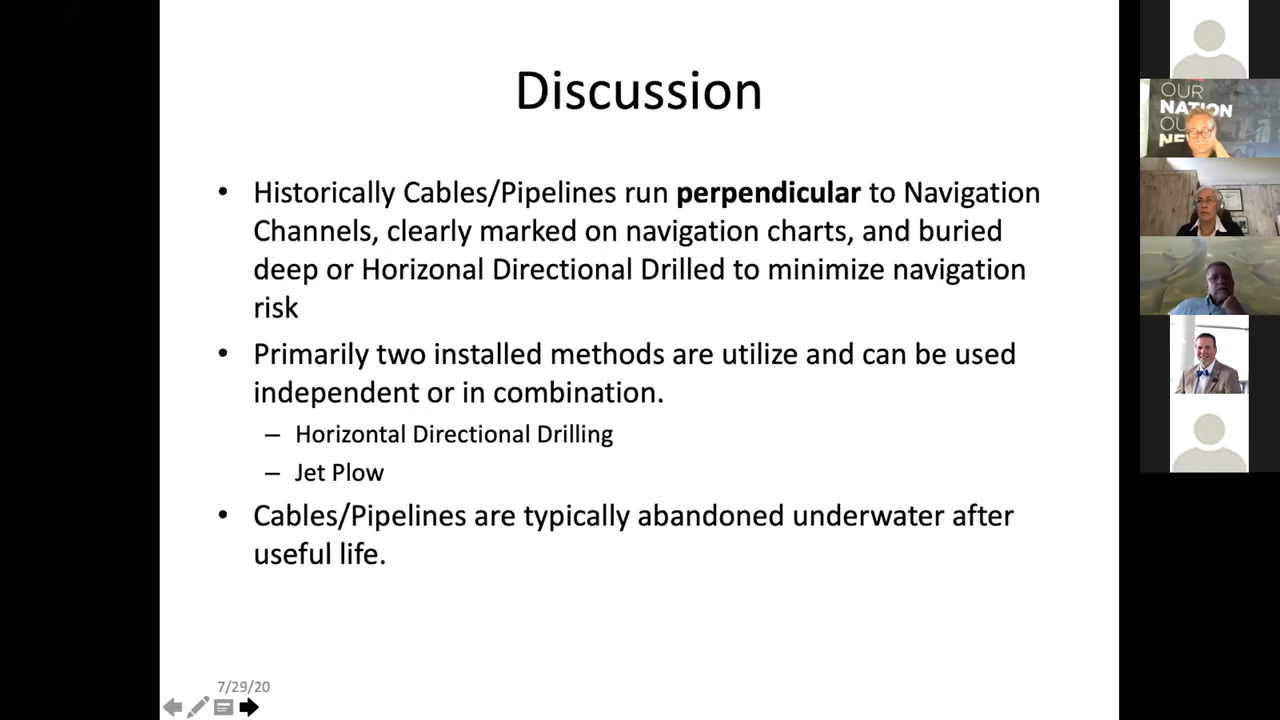 Discussion
• Historically Cables/Pipelines run perpendicular to Navigation
Channels, clearly marked on navigation charts, and buried
deep or Horizonal Directional Drilled to minimize navigation
risk
• Primarily two installed methods are utilize and can be used
independent or in combination.
– Horizontal Directional Drilling
– Jet Plow
• Cables/Pipelines are typically abandoned underwater after
useful life.
7/29/20
OUR
NATION